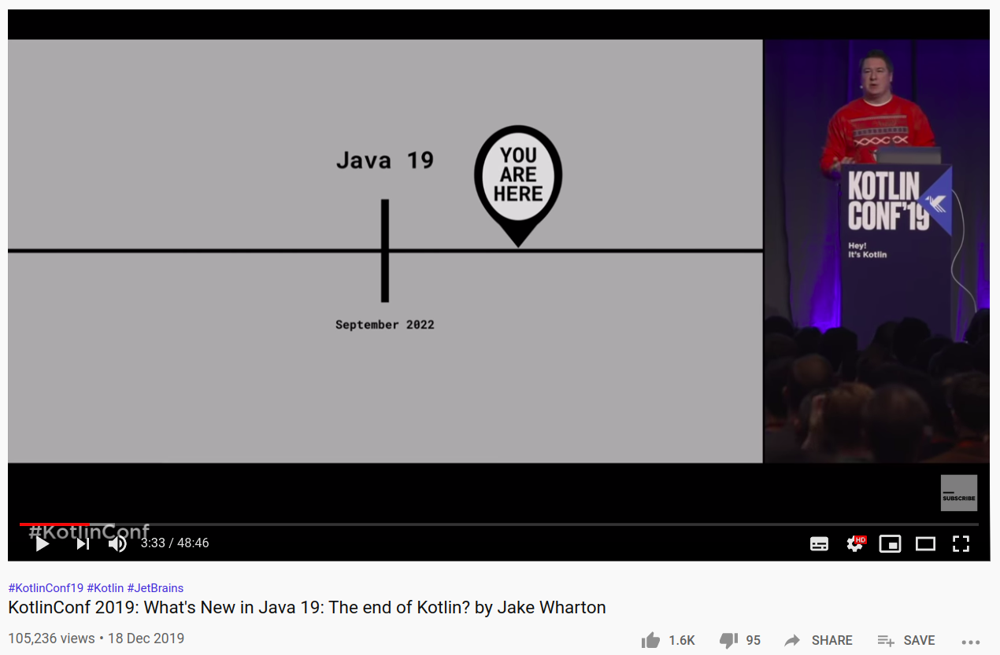 Java 19
YOU
ARE
HERE
September 2022
KOTLIN
CONF'19
Hey!
It's Kotlin
SUBSCRIBE
#KotlinConf
3:33 / 48:46
HD
#KotlinConf19 #Kotlin #JetBrains
KotlinConf 2019: What's New in Java 19: The end of Kotlin? by Jake Wharton
105,236 views • 18 Dec 2019
1.6K 95 SHARE SAVE